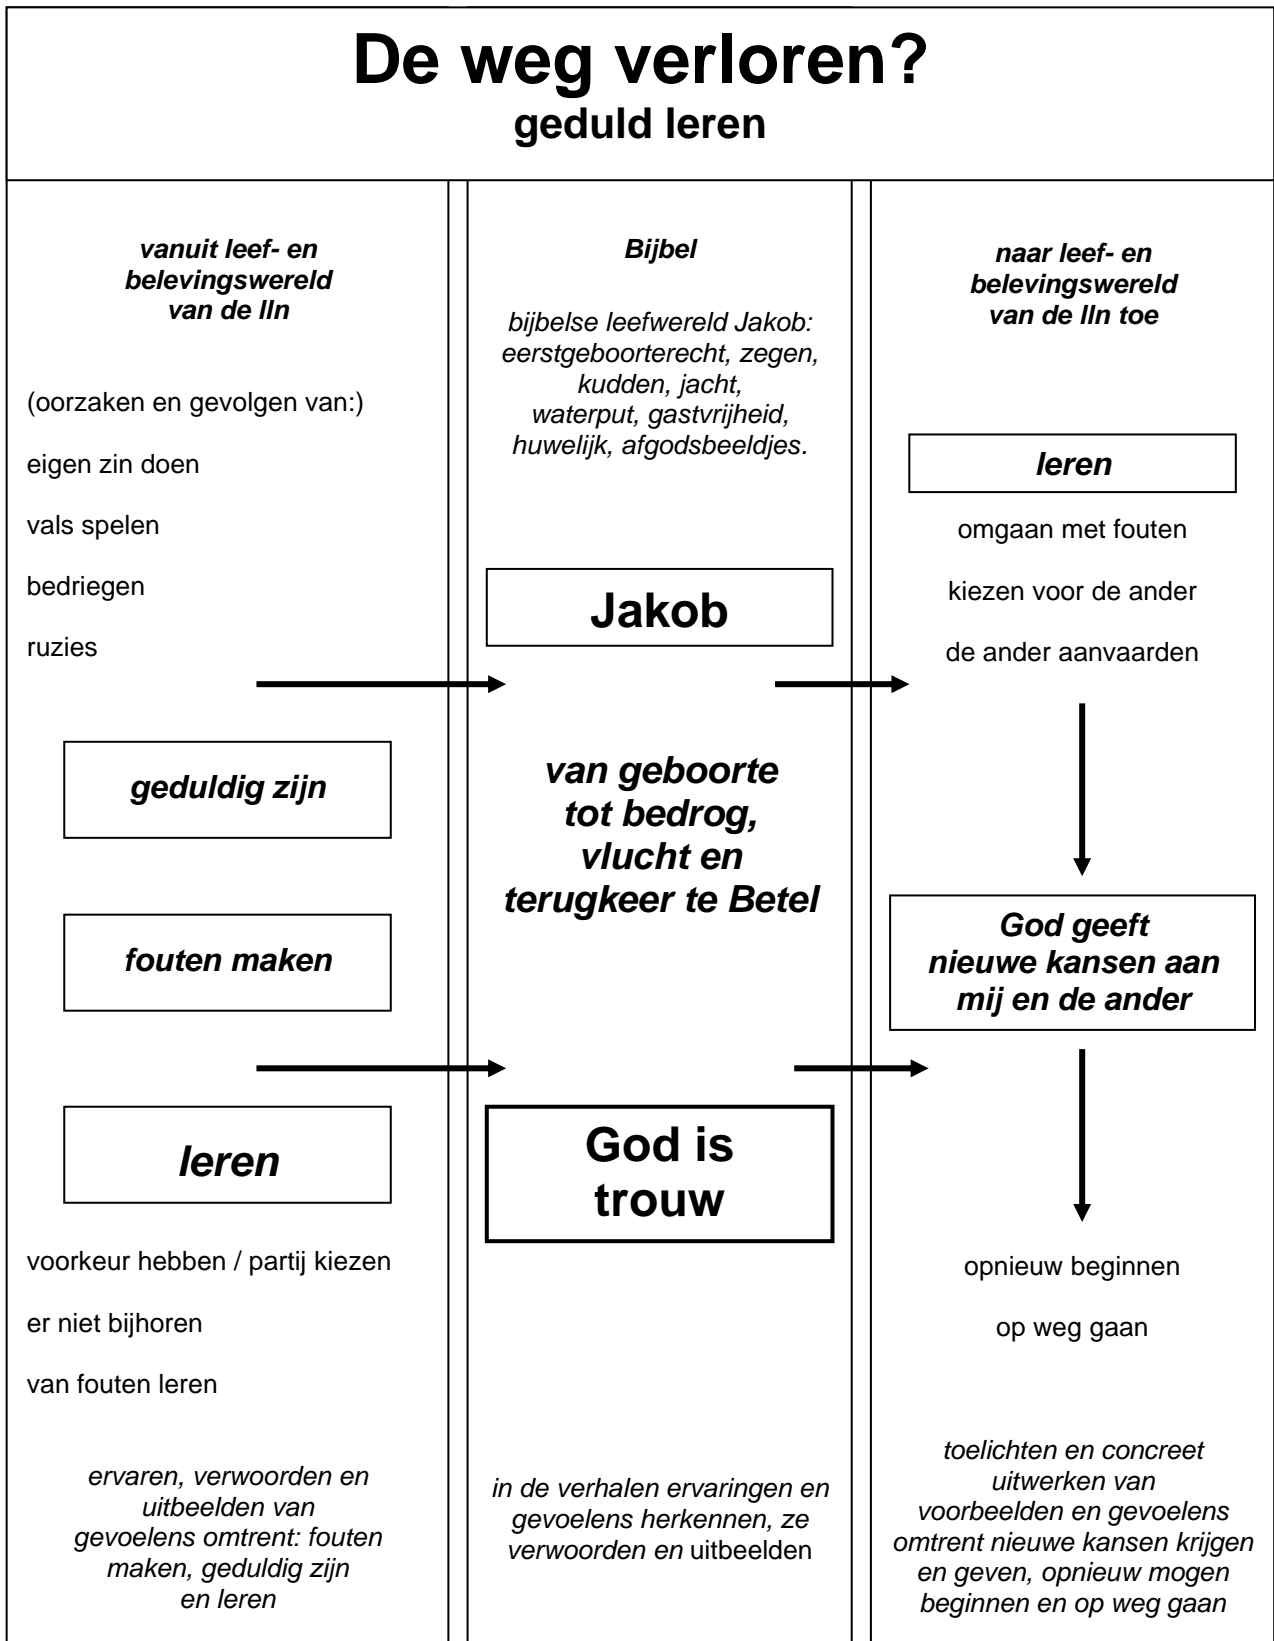 De weg verloren?
geduld leren
vanuit leef- en
belevingswereld
van de lln
(oorzaken en gevolgen van:)
eigen zin doen
vals spelen
bedriegen
ruzies
geduldig zijn
fouten maken
leren
voorkeur hebben / partij kiezen
er niet bijhoren
van fouten leren
ervaren, verwoorden en
uitbeelden van
gevoelens omtrent: fouten
maken, geduldig zijn
en leren
Bijbel
bijbelse leefwereld Jakob:
eerstgeboorterecht, zegen,
kudden, jacht,
waterput, gastvrijheid,
huwelijk, afgodsbeeldjes.
Jakob
van geboorte
tot bedrog,
vlucht en
terugkeer te Betel
God is
trouw
in de verhalen ervaringen en
gevoelens herkennen, ze
verwoorden en uitbeelden
naar leef- en
belevingswereld
van de lln toe
leren
omgaan met fouten
kiezen voor de ander
de ander aanvaarden
God geeft
nieuwe kansen aan
mij en de ander
opnieuw beginnen
op weg gaan
toelichten en concreet
uitwerken van
voorbeelden en gevoelens
omtrent nieuwe kansen krijgen
en geven, opnieuw mogen
beginnen en op weg gaan